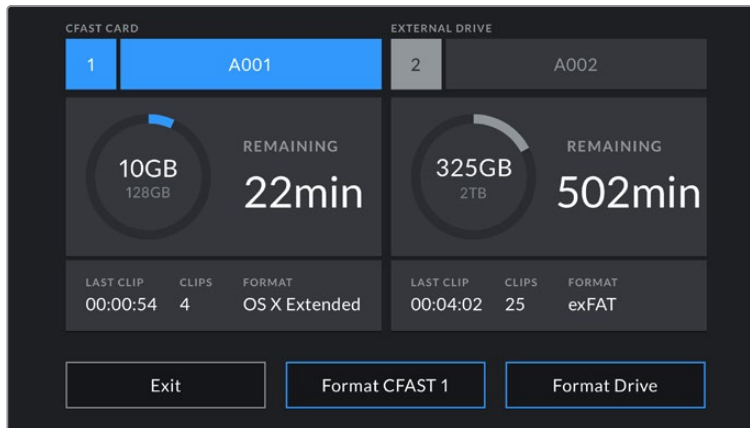 CFAST CARD
1
A001
10GB
128GB
REMAINING
22min
LAST CLIP
CLIPS
FORMAT
00:00:54
4
OS X Extended
EXTERNAL DRIVE
2
A002
325GB
2TB
REMAINING
502min
LAST CLIP
CLIPS
FORMAT
00:04:02
25
exFAT
Exit
Format CFAST 1
Format Drive